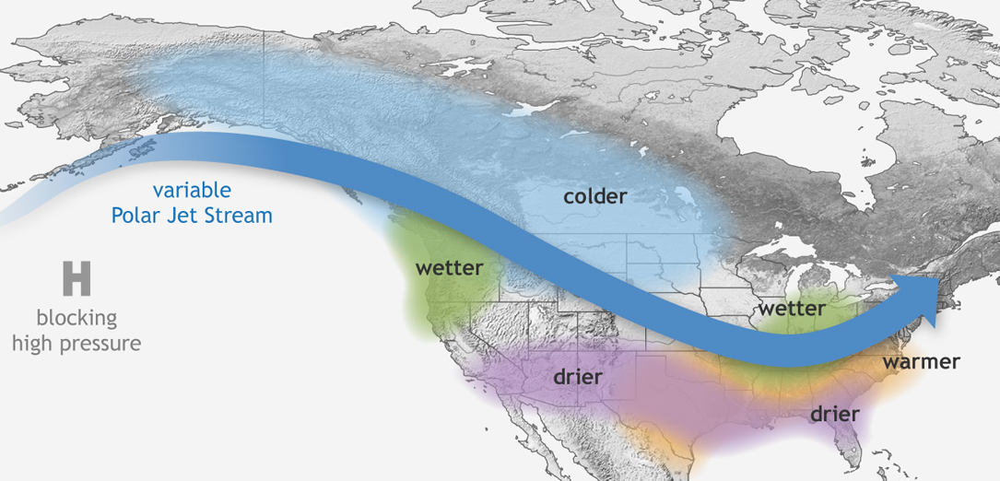 variable
Polar Jet Stream
colder
wetter
H
blocking
high pressure
wetter
warmer
drier
drier